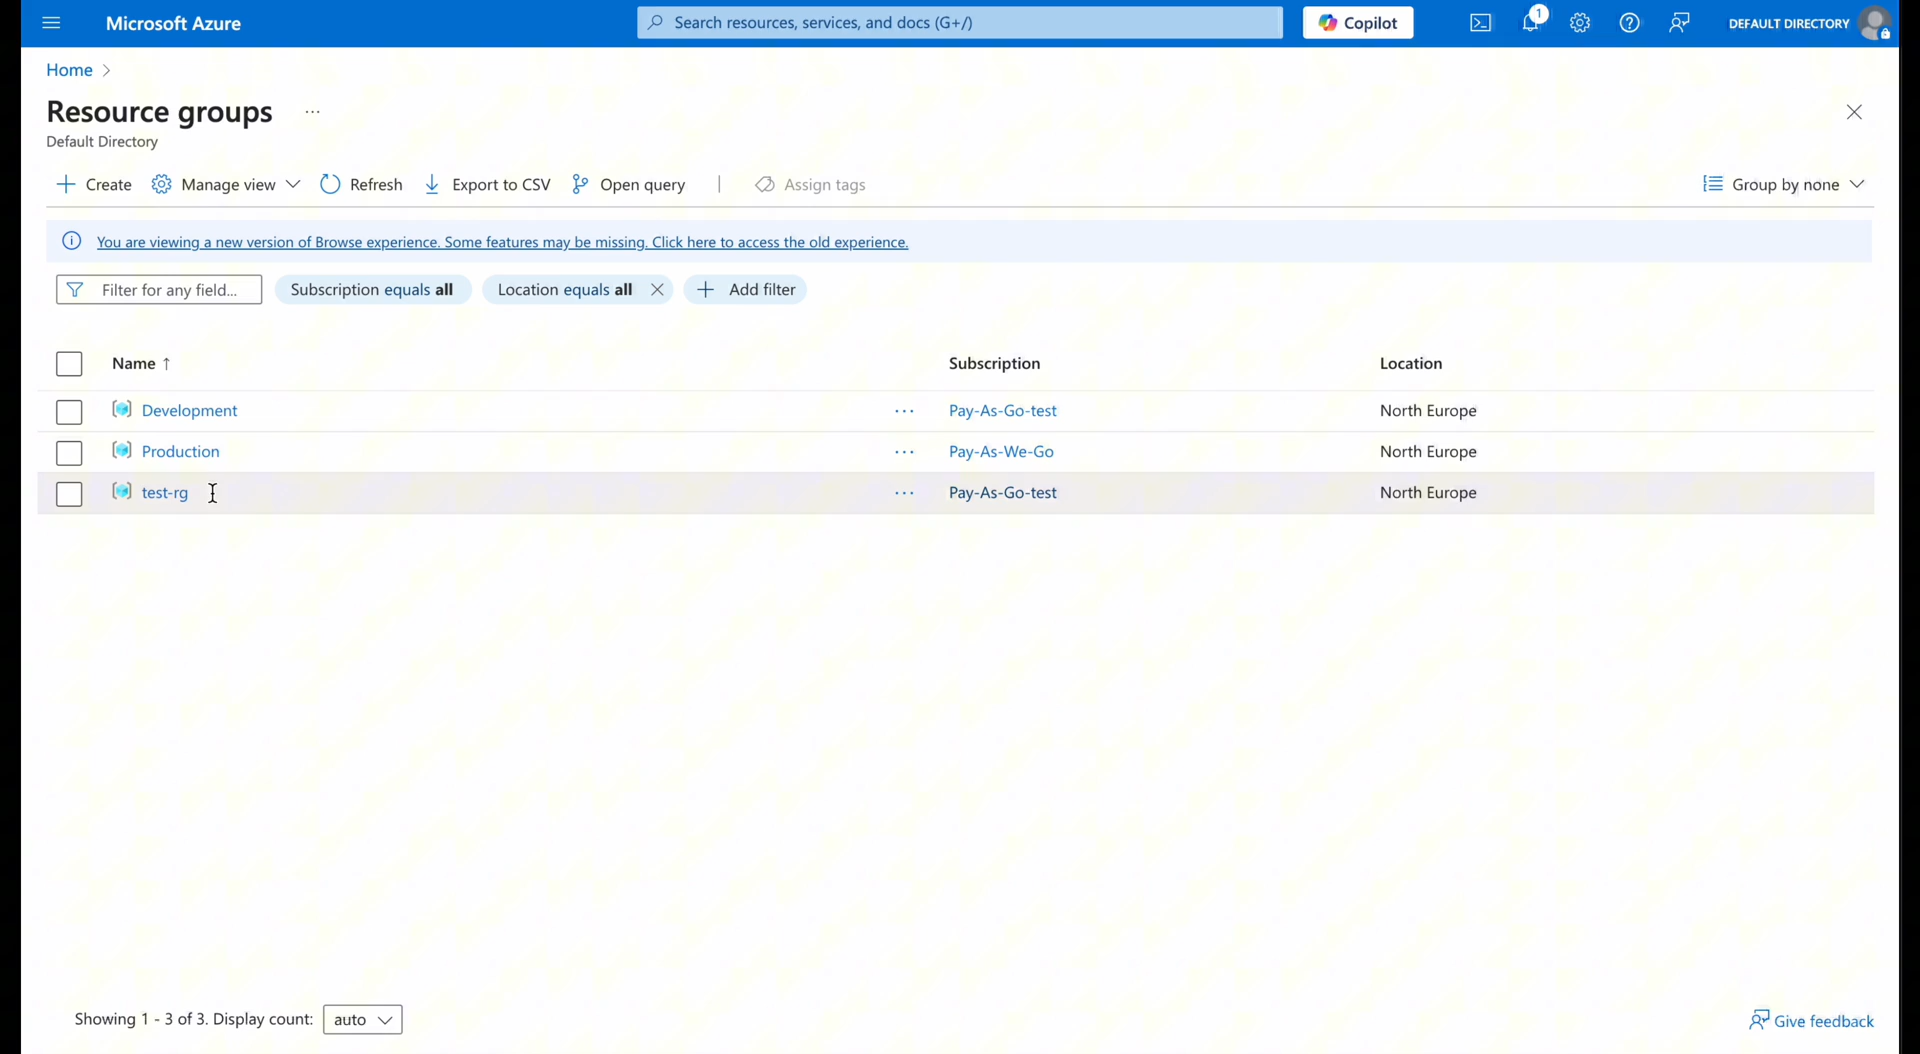 Microsoft Azure
Search resources, services, and docs (G+/)
Copilot
1
DEFAULT DIRECTORY
Home
Resource groups
...
Default Directory
Create
Manage view
Refresh
Export to CSV
Open query
Assign tags
Group by none
You are viewing a new version of Browse experience. Some features may be missing. Click here to access the old experience.
Filter for any field...
Subscription equals all
Location equals all
Add filter
Name ↑
Subscription
Location
Development
...
Pay-As-Go-test
North Europe
Production
...
Pay-As-We-Go
North Europe
test-rg
...
Pay-As-Go-test
North Europe
Showing 1 - 3 of 3. Display count:
auto
Give feedback